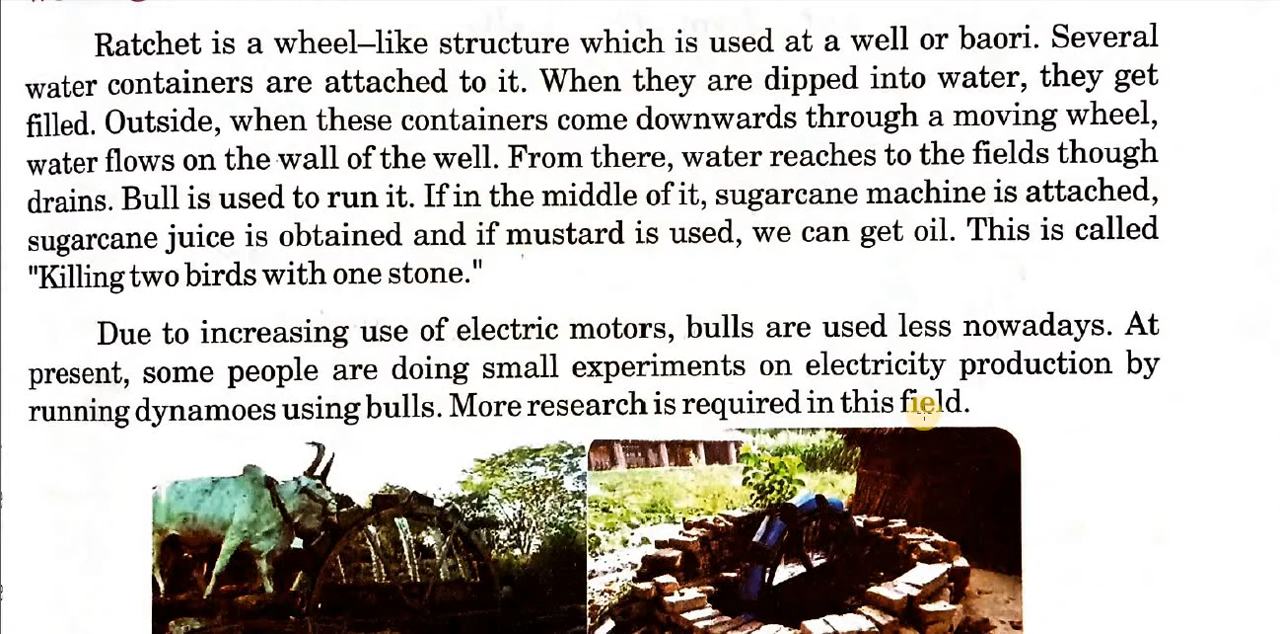 Ratchet is a wheel–like structure which is used at a well or baori. Several
water containers are attached to it. When they are dipped into water, they get
filled. Outside, when these containers come downwards through a moving wheel,
water flows on the wall of the well. From there, water reaches to the fields though
drains. Bull is used to run it. If in the middle of it, sugarcane machine is attached,
sugarcane juice is obtained and if mustard is used, we can get oil. This is called
"Killing two birds with one stone."
Due to increasing use of electric motors, bulls are used less nowadays. At
present, some people are doing small experiments on electricity production by
running dynamoes using bulls. More research is required in this field.